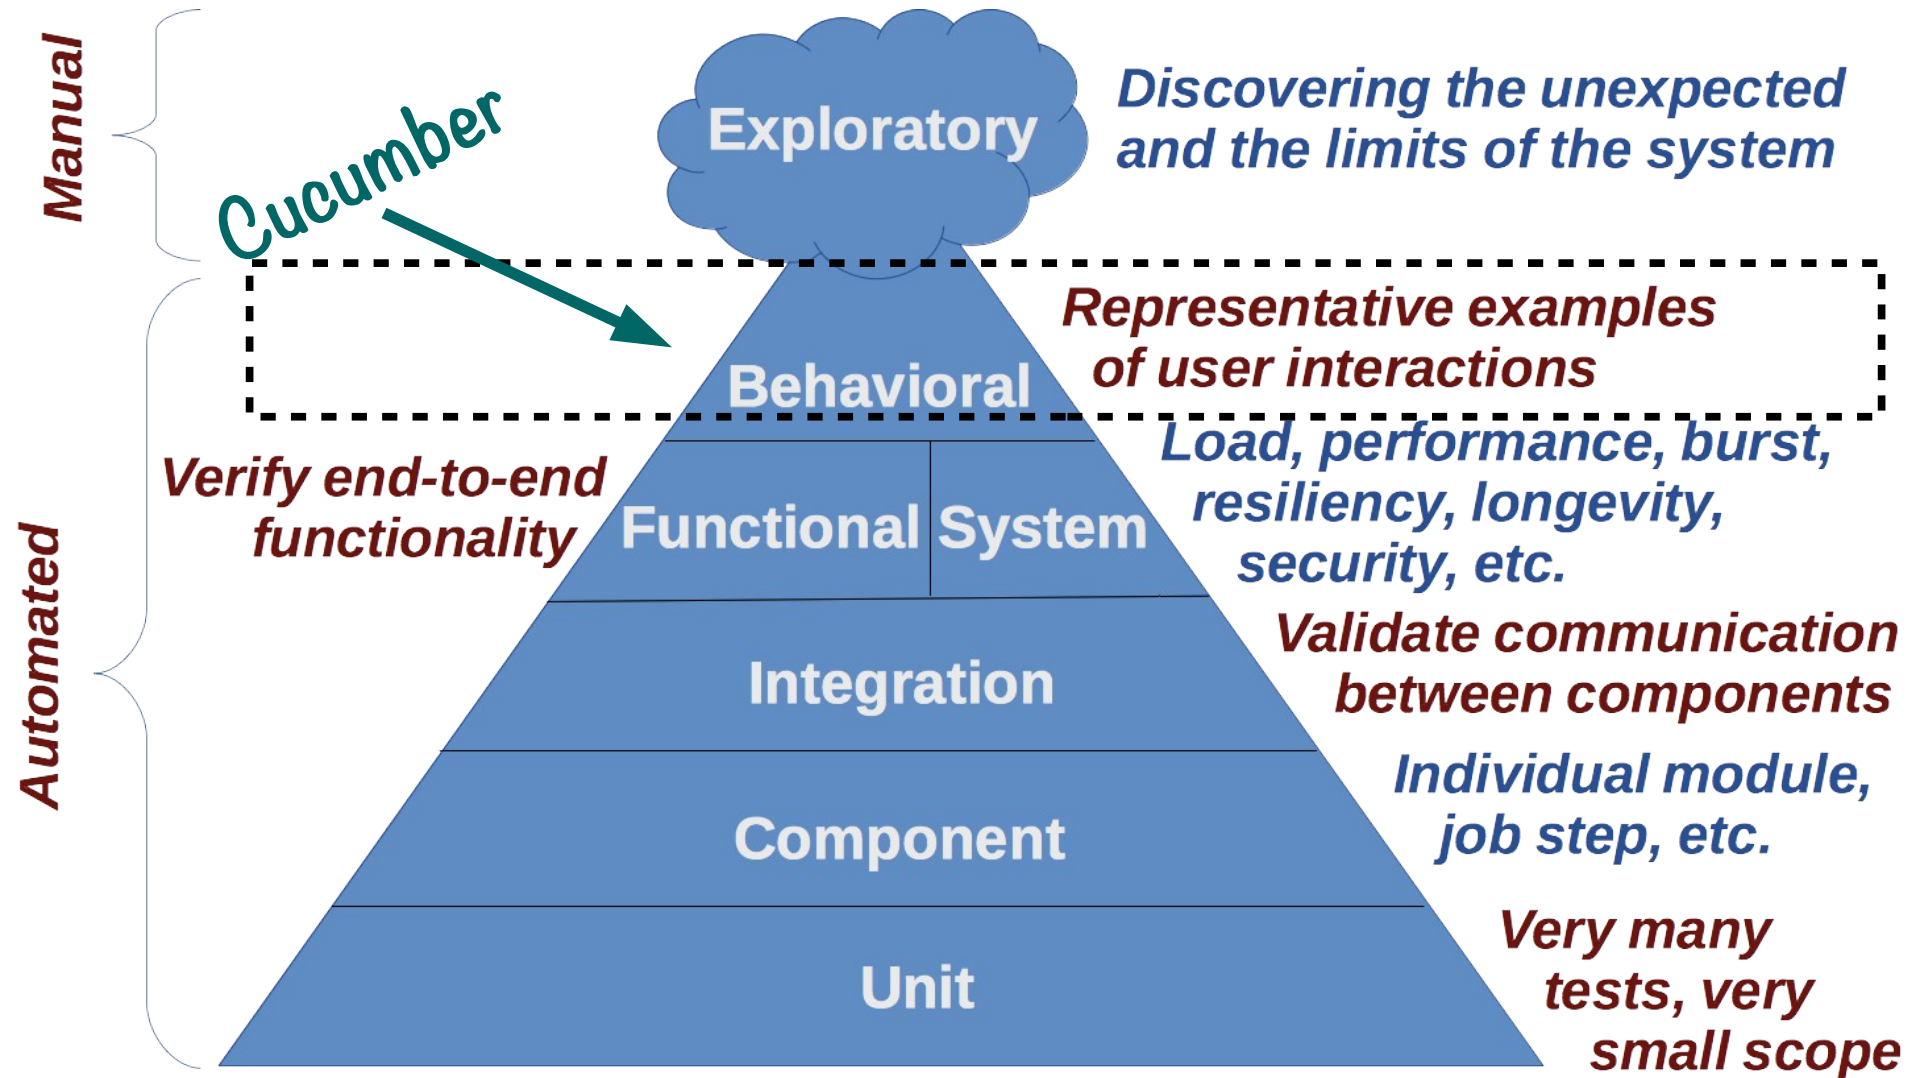 Manual
Exploratory
Discovering the unexpected
and the limits of the system
Cucumber
Automated
Behavioral
Representative examples
of user interactions
Verify end-to-end
functionality
Functional
System
Load, performance, burst,
resiliency, longevity,
security, etc.
Integration
Validate communication
between components
Component
Individual module,
job step, etc.
Unit
Very many
tests, very
small scope